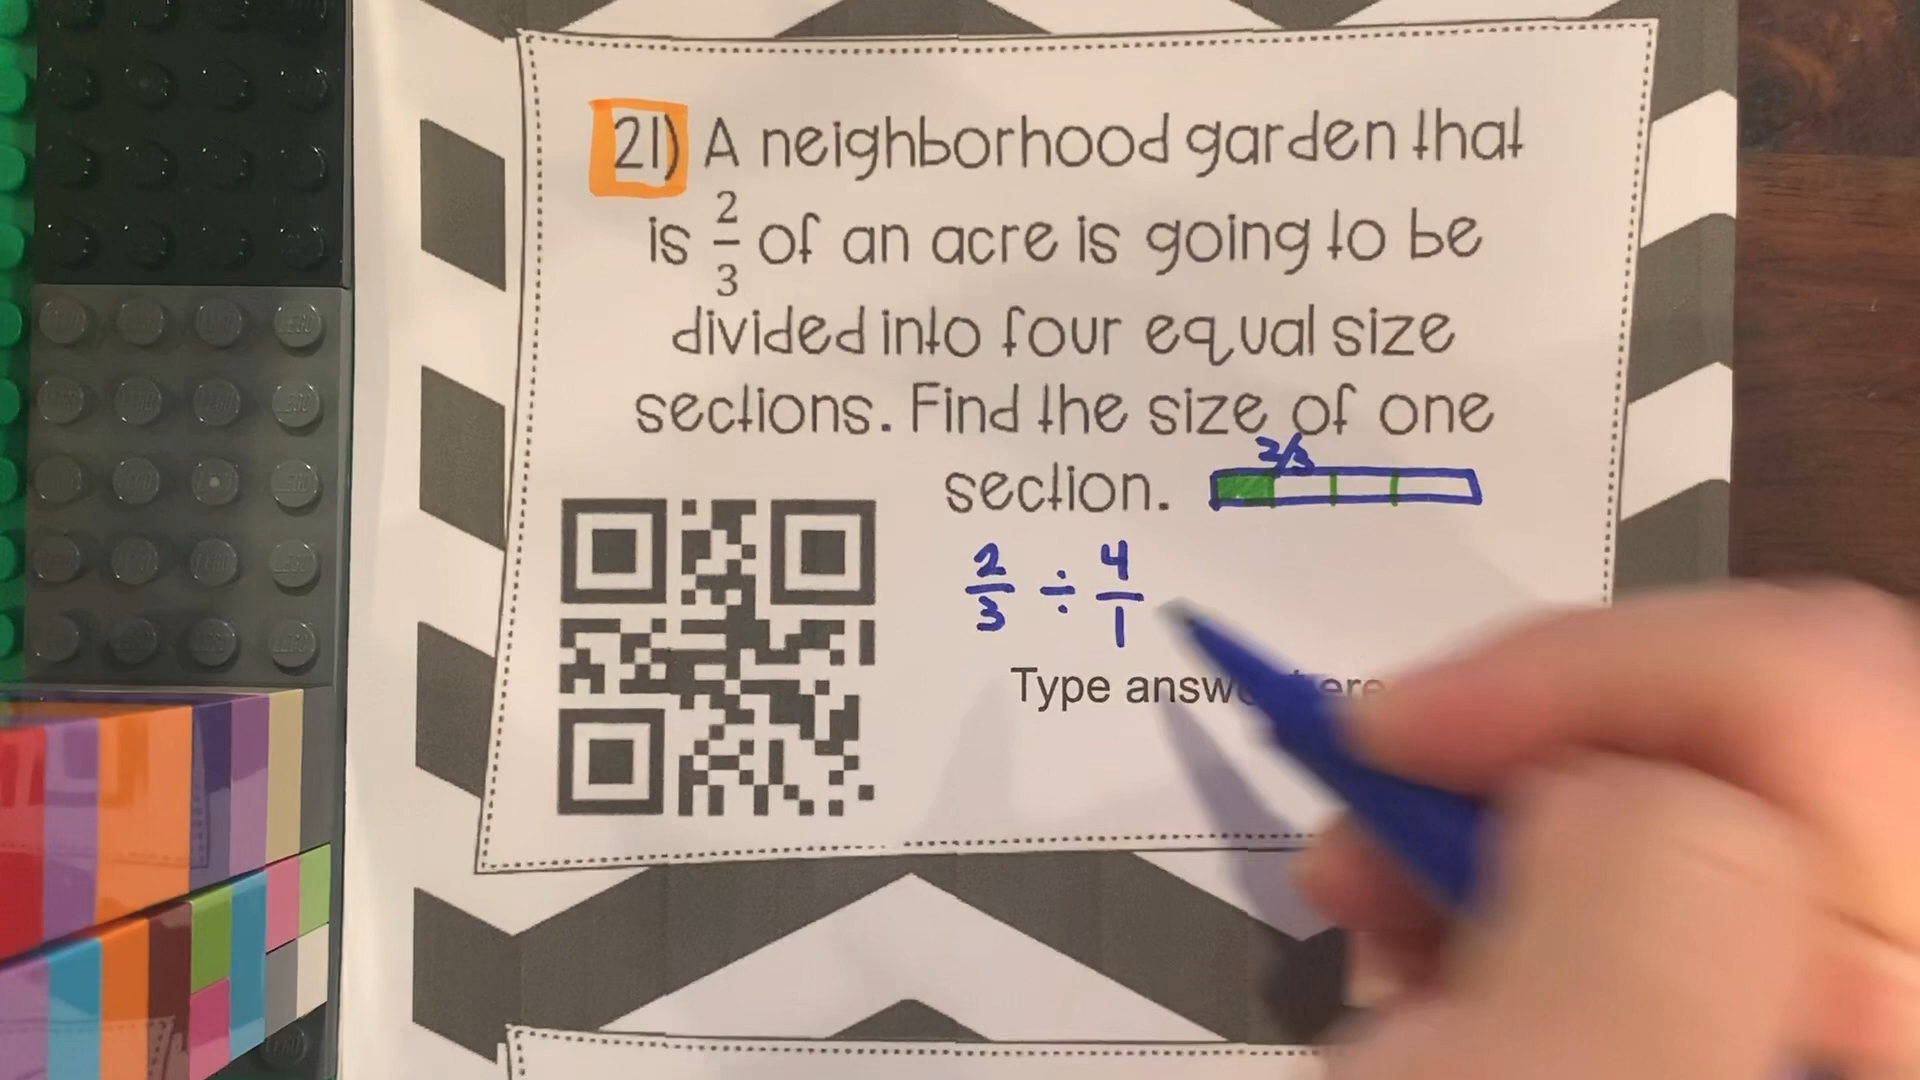 21) A neighborhood garden that
is 2/3 of an acre is going to be
divided into four equal size
sections. Find the size of one
section.
2/3
2/3 ÷ 4/1
Type